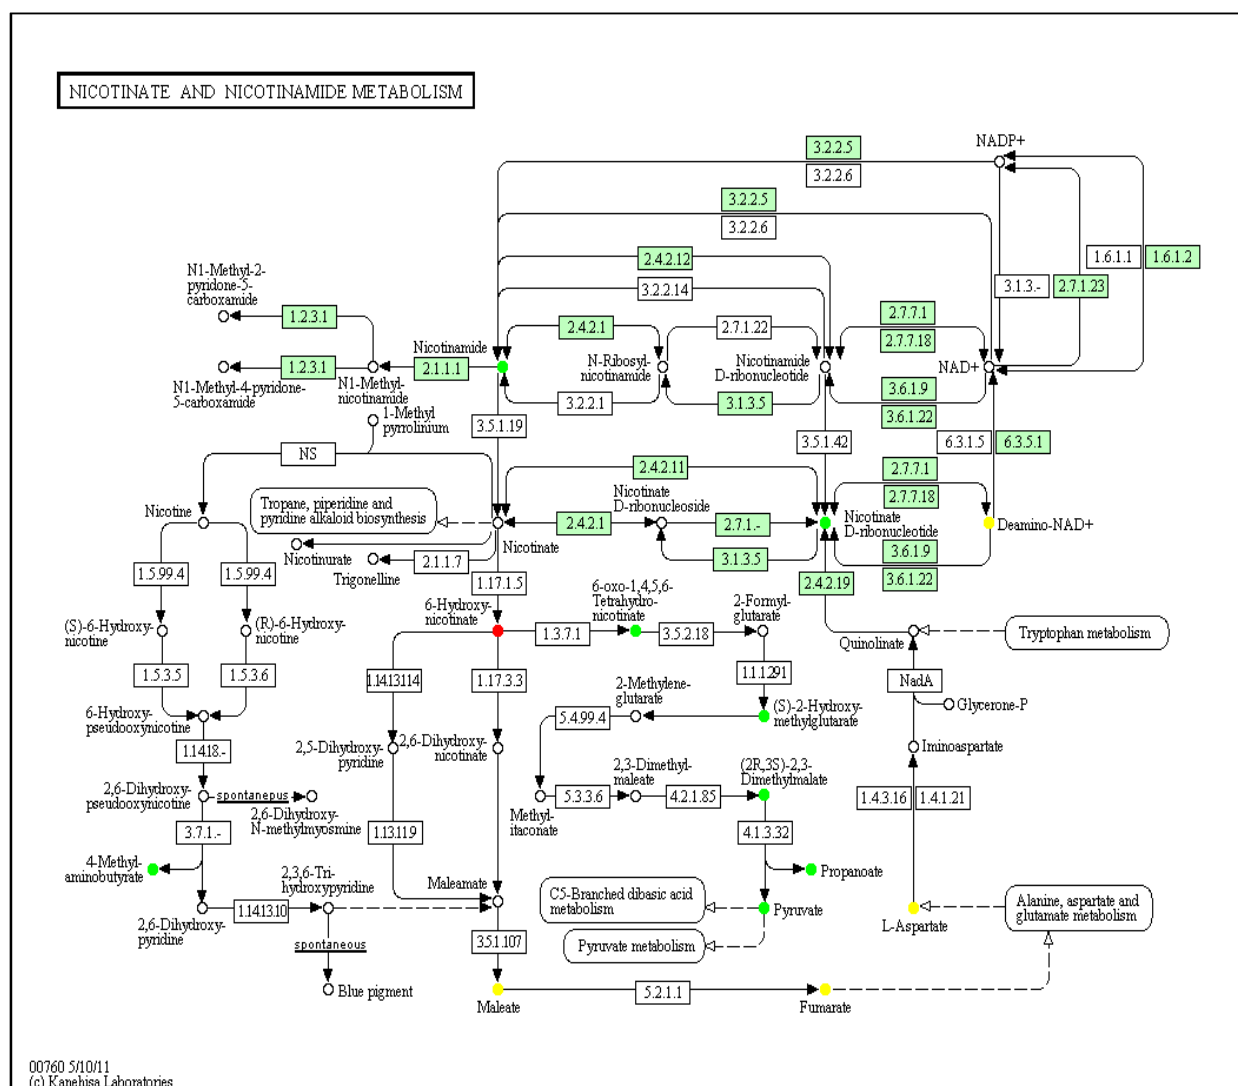 NICOTINATE AND NICOTINAMIDE METABOLISM
NADP+
3.2.2.5
3.2.2.6
3.2.2.5
3.2.2.6
1.6.1.1
1.6.1.2
2.4.2.12
3.2.2.14
3.1.3.-
2.7.1.23
N1-Methyl-2-
pyridone-5-
carboxamide
1.2.3.1
2.4.2.1
2.7.1.22
2.7.7.1
2.7.7.18
Nicotinamide
N-Ribosyl-
nicotinamide
Nicotinamide
D-ribonucleotide
NAD+
1.2.3.1
2.1.1.1
N1-Methyl-4-pyridone-
5-carboxamide
N1-Methyl-
nicotinamide
3.2.2.1
3.1.3.5
3.6.1.9
3.6.1.22
1-Methyl
pyrrolinium
3.5.1.19
3.5.1.42
6.3.1.5
6.3.5.1
NS
2.4.2.11
2.7.7.1
2.7.7.18
Nicotine
Tropane, piperidine and
pyridine alkaloid biosynthesis
Nicotinate
D-ribonucleoside
2.4.2.1
2.7.1.-
Nicotinate
D-ribonucleotide
Deamino-NAD+
Nicotinurate
Nicotinate
Trigonelline
2.1.1.7
3.1.3.5
3.6.1.9
3.6.1.22
1.5.99.4
1.5.99.4
1.17.1.5
2.4.2.19
6-Hydroxy-
nicotinate
6-oxo-1,4,5,6-
Tetrahydro-
nicotinate
2-Formyl-
glutarate
(S)-6-Hydroxy-
nicotine
(R)-6-Hydroxy-
nicotine
1.3.7.1
3.5.2.18
Quinolinate
Tryptophan metabolism
1.5.3.5
1.5.3.6
1.14.13.114
1.17.3.3
1.1.1.291
NadA
2-Methylene-
glutarate
(S)-2-Hydroxy-
methylglutarate
Glycerone-P
6-Hydroxy-
pseudooxynicotine
5.4.99.4
1.14.18.-
2,5-Dihydroxy-
pyridine
2,6-Dihydroxy-
nicotinate
Iminoaspartate
2,3-Dimethyl-
maleate
(2R,3S)-2,3-
Dimethylmalate
2,6-Dihydroxy-
pseudooxynicotine
spontanepus
2,6-Dihydroxy-
N-methylmyosmine
5.3.3.6
4.2.1.85
1.4.3.16
1.4.1.21
Methyl-
itaconate
3.7.1.-
1.13.11.9
4.1.3.32
4-Methyl-
aminobutyrate
2,3,6-Tri-
hydroxypyridine
Maleamate
Propanoate
1.14.13.10
2,6-Dihydroxy-
pyridine
C5-Branched dibasic acid
metabolism
Pyruvate
L-Aspartate
Alanine, aspartate and
glutamate metabolism
spontaneous
3.5.1.107
Pyruvate metabolism
Blue pigment
Maleate
5.2.1.1
Fumarate
00760 5/10/11
(c) Kanehisa Laboratories